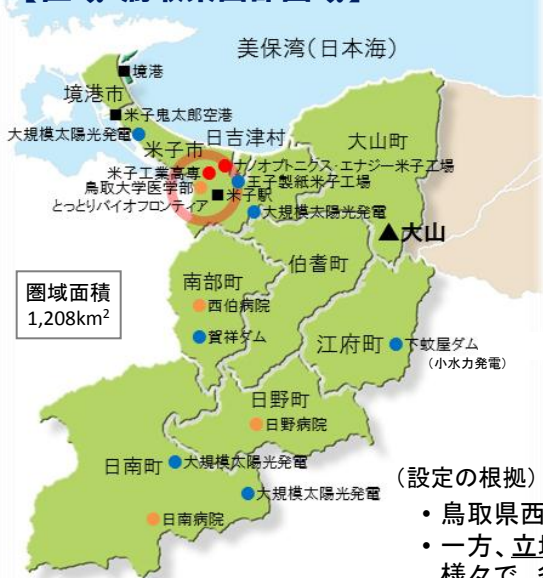 美保湾（日本海）
■境港
境港市
■米子鬼太郎空港
大規模太陽光発電●
日吉津村
大山町
米子市
ナノオプトニクス・エナジー米子工場
米子工業高専●
●王子製紙米子工場
鳥取大学医学部
■米子駅
とっとりバイオフロンティア
●大規模太陽光発電
▲大山
伯耆町
南部町
圏域面積
1,208km²
●西伯病院
●賀祥ダム
江府町
●下蚊屋ダム
（小水力発電）
日野町
●日野病院
日南町
●大規模太陽光発電
●大規模太陽光発電
●日南病院
（設定の根拠）
・鳥取県西
・一方、立
様々で、